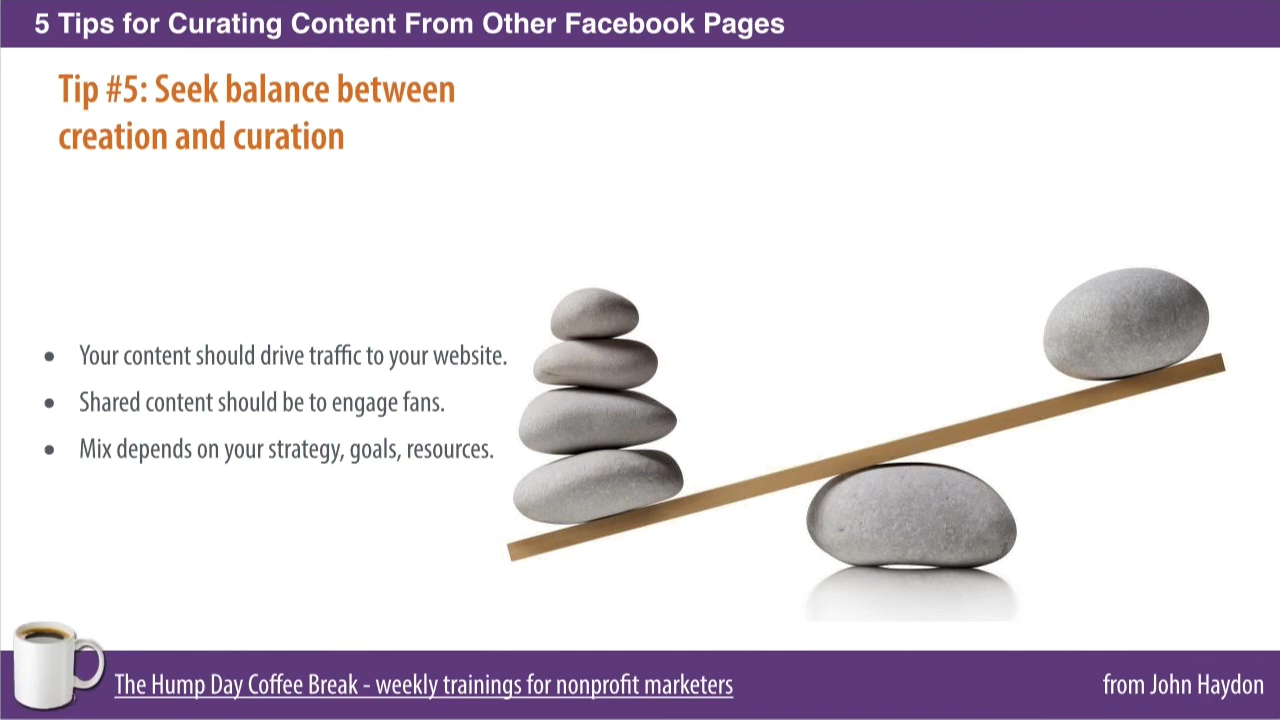 5 Tips for Curating Content From Other Facebook Pages
Tip #5: Seek balance between
creation and curation
• Your content should drive traffic to your website.
• Shared content should be to engage fans.
• Mix depends on your strategy, goals, resources.
The Hump Day Coffee Break - weekly trainings for nonprofit marketers
from John Haydon